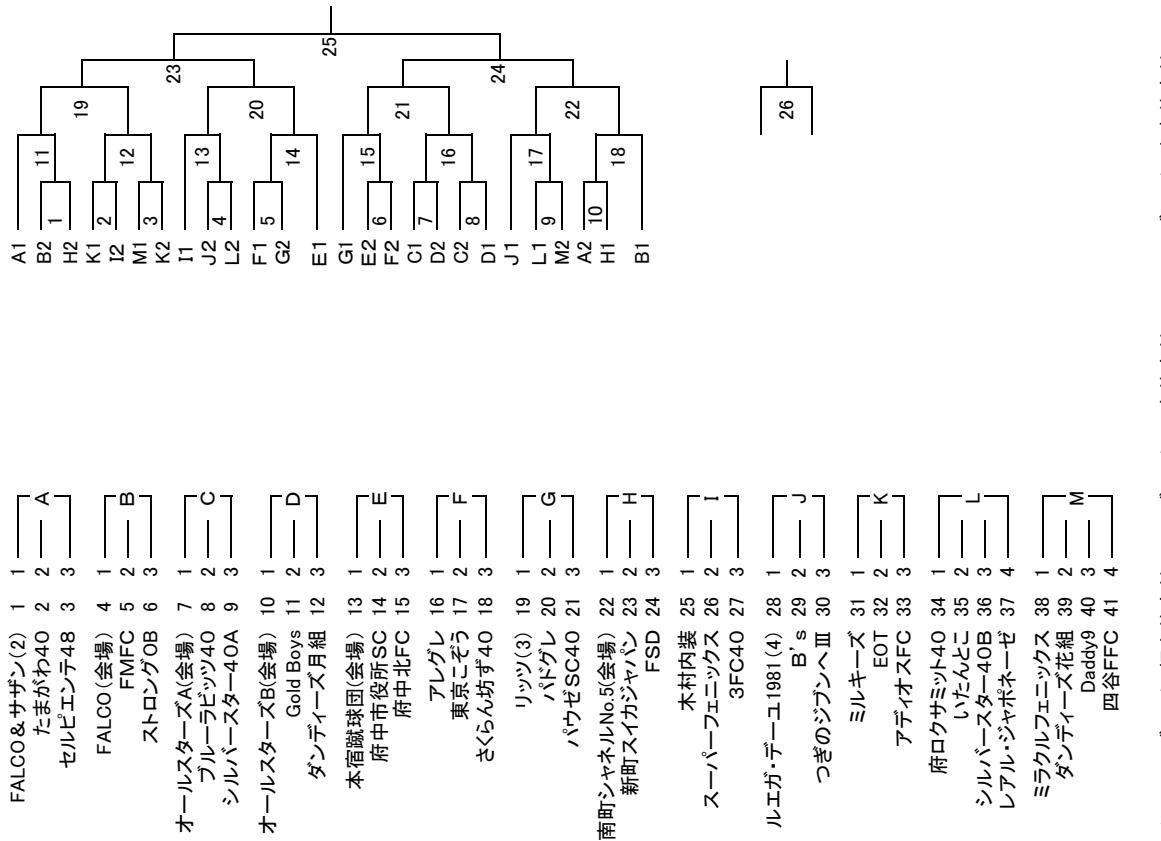 FALCO&サザン(2) 1 1
たまがわ40 2 2 A
セルピエンテ48 3 3
FALCO(会場) 4 1
FMFC 5 2 B
ストロングOB 6 3
オールスターズA(会場) 7 1
ブルーラビッツ40 8 2 C
シルバースター40A 9 3
オールスターズB(会場) 10 1
Gold Boys 11 2 D
ダンディーズ月組 12 3
本宿蹴球団(会場) 13 1
府中市役所SC 14 2 E
府中北FC 15 3
アレグレ 16 1
東京こぞう 17 2 F
さくらん坊ず40 18 3
リッツ(3) 19 1
パドグレ 20 2 G
パウゼSC40 21 3
南町シャネルNo.5(会場) 22 1
新町スイカジャパン 23 2 H
FSD 24 3
木村内装 25 1
スーパーフェニックス 26 2 I
3FC40 27 3
ルエガ・デーユ1981(4) 28 1
B's 29 2 J
つぎのジブンへⅢ 30 3
ミルキーズ 31 1
EOT 32 2 K
アディオスFC 33 3
府ロクサミット40 34 1
いたんとこ 35 2 L
シルバースター40B 36 3
レアル・ジャポネーゼ 37 4
ミラクルフェニックス 38 1
ダンディーズ花組 39 2 M
Daddy9 40 3
四谷FFC 41 4
A1
B2
H2
K1
I2
M1
K2
I1
J2
L2
F1
G2
E1
G1
E2
F2
C1
D2
C2
D1
J1
L1
M2
A2
H1
B1
1
2
3
4
5
6
7
8
9
10
11
12
13
14
15
16
17
18
19
20
21
22
23
24
25
26